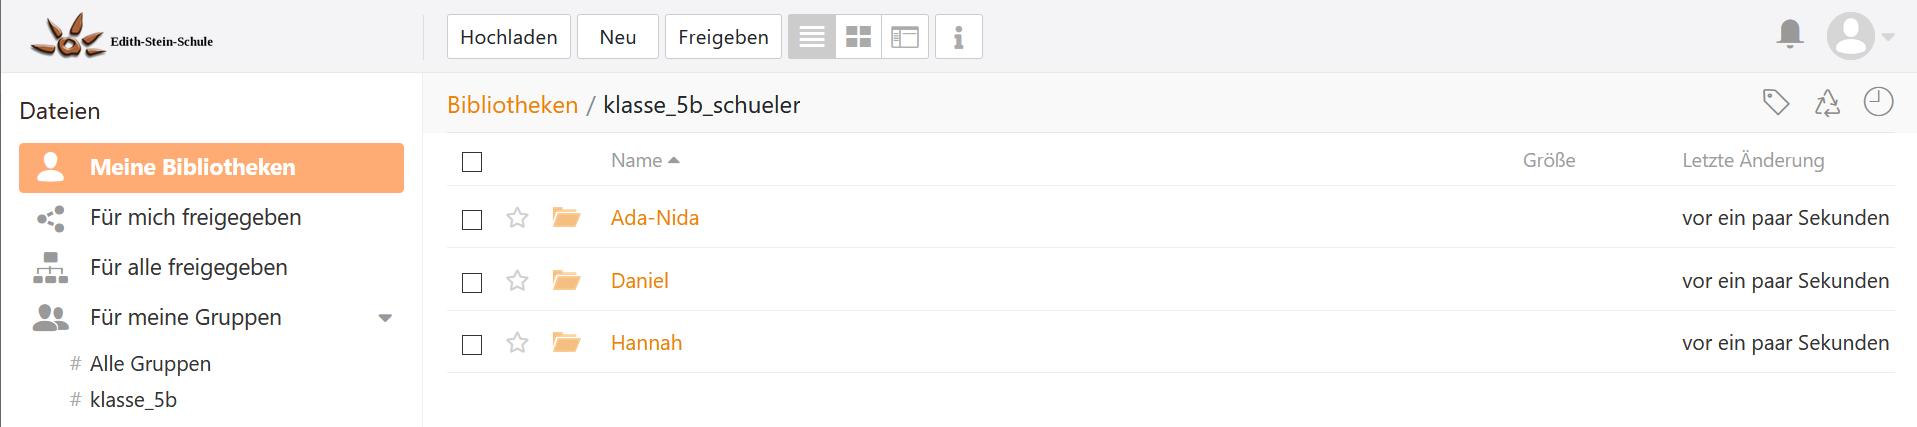 Edith-Stein-Schule
Hochladen Neu Freigeben
Dateien
Meine Bibliotheken
Für mich freigegeben
Für alle freigegeben
Für meine Gruppen
# Alle Gruppen
# klasse_5b
Bibliotheken / klasse_5b_schueler
Name Größe Letzte Änderung
Ada-Nida vor ein paar Sekunden
Daniel vor ein paar Sekunden
Hannah vor ein paar Sekunden